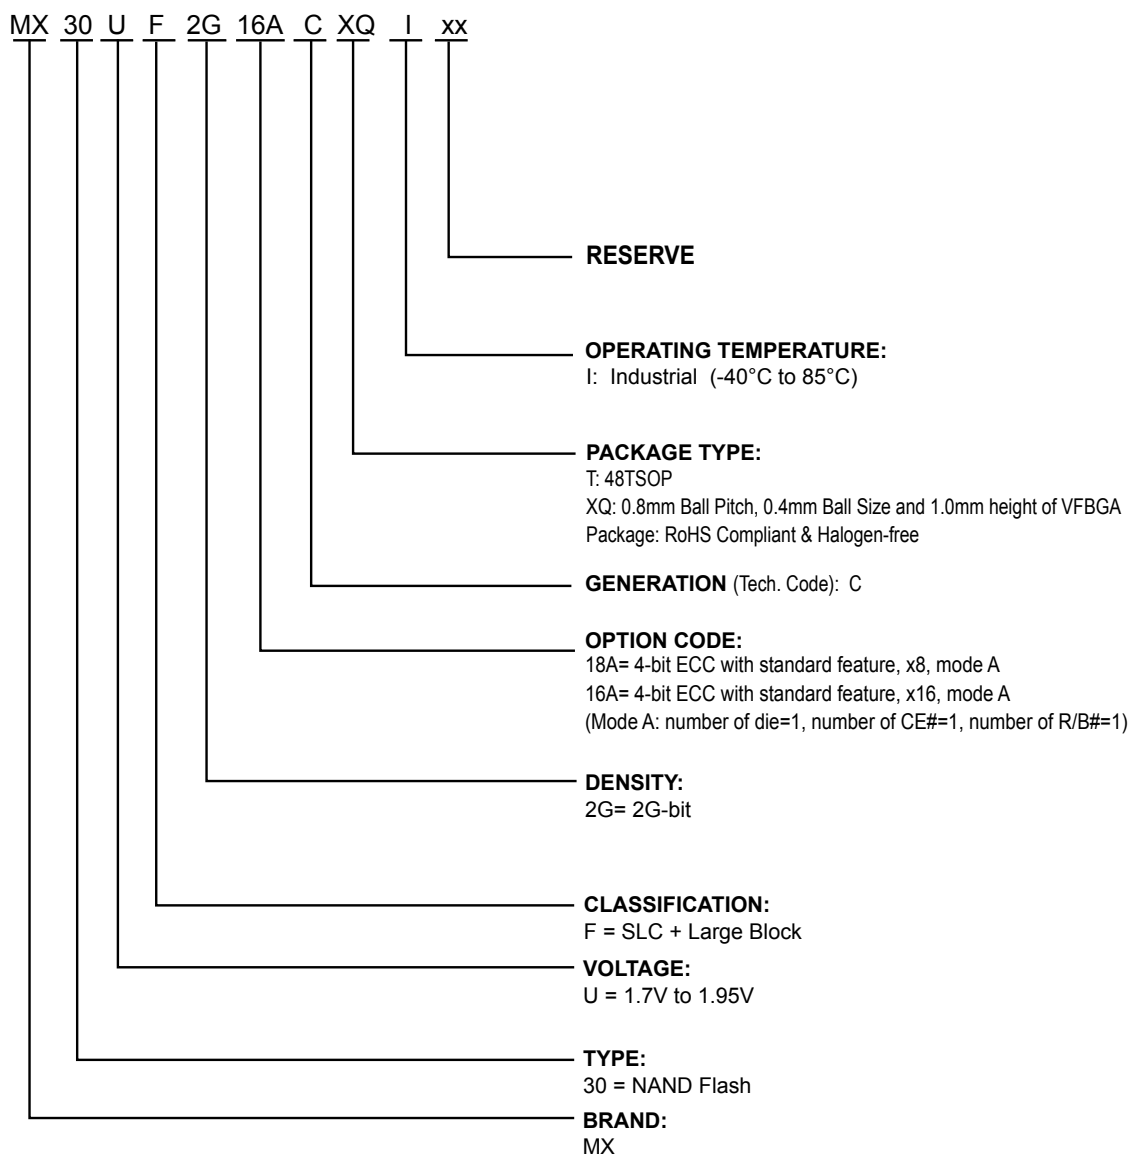 MX 30 U F 2G 16A C XQ I xx
RESERVE
OPERATING TEMPERATURE:
I: Industrial (-40°C to 85°C)
PACKAGE TYPE:
T: 48TSOP
XQ: 0.8mm Ball Pitch, 0.4mm Ball Size and 1.0mm height of VFBGA
Package: RoHS Compliant & Halogen-free
GENERATION (Tech. Code): C
OPTION CODE:
18A= 4-bit ECC with standard feature, x8, mode A
16A= 4-bit ECC with standard feature, x16, mode A
(Mode A: number of die=1, number of CE#=1, number of R/B#=1)
DENSITY:
2G= 2G-bit
CLASSIFICATION:
F = SLC + Large Block
VOLTAGE:
U = 1.7V to 1.95V
TYPE:
30 = NAND Flash
BRAND:
MX